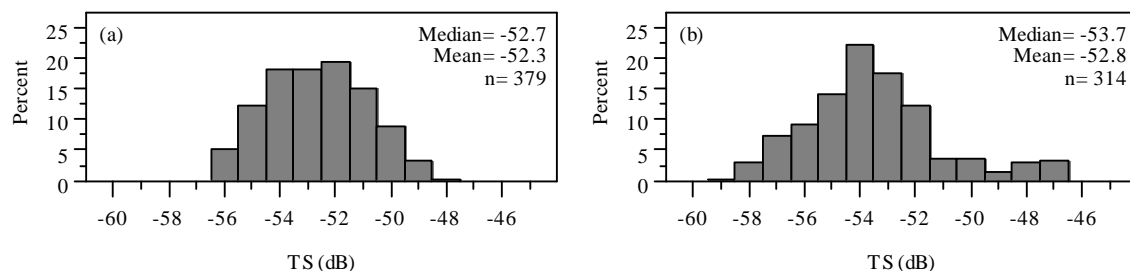 25
20
15
10
5
0
Percent
(a)
Median= -52.7
Mean= -52.3
n= 379
-60 -58 -56 -54 -52 -50 -48 -46
TS (dB)
25
20
15
10
5
0
Percent
(b)
Median= -53.7
Mean= -52.8
n= 314
-60 -58 -56 -54 -52 -50 -48 -46
TS (dB)